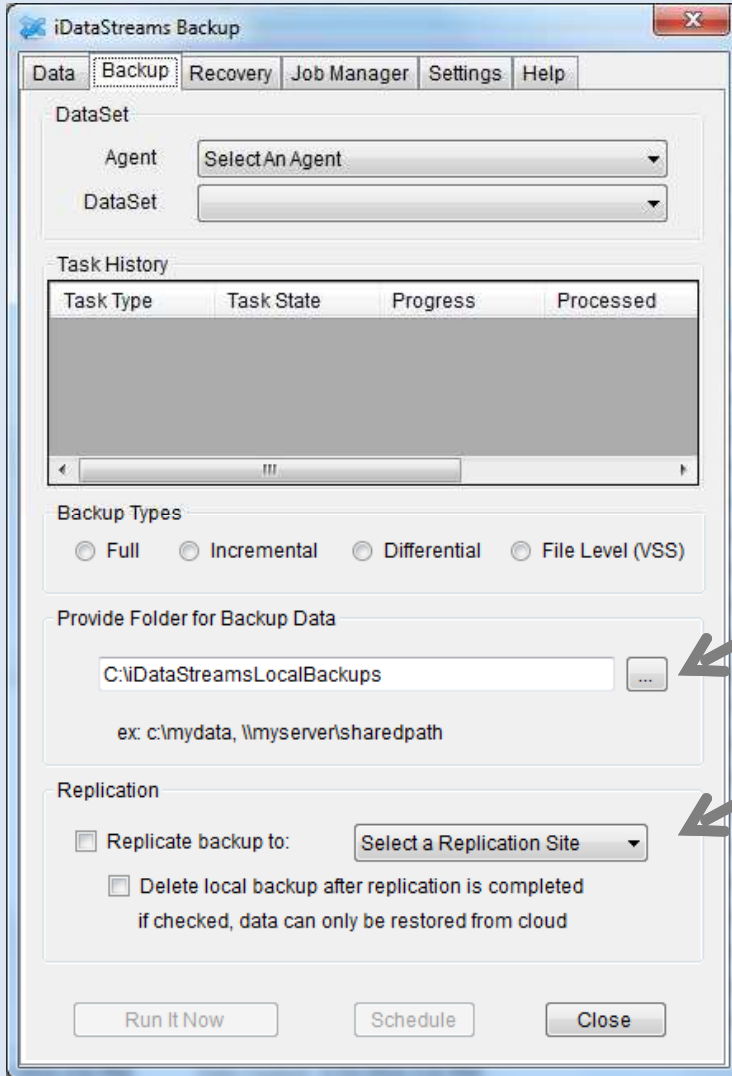 iDataStreams Backup
Data Backup Recovery Job Manager Settings Help
DataSet
Agent Select An Agent
DataSet
Task History
Task Type Task State Progress Processed
Backup Types
Full Incremental Differential File Level (VSS)
Provide Folder for Backup Data
C:\iDataStreamsLocalBackups ...
ex: c:\mydata, \\myserver\sharedpath
Replication
Replicate backup to: Select a Replication Site
Delete local backup after replication is completed
if checked, data can only be restored from cloud
Run It Now Schedule Close